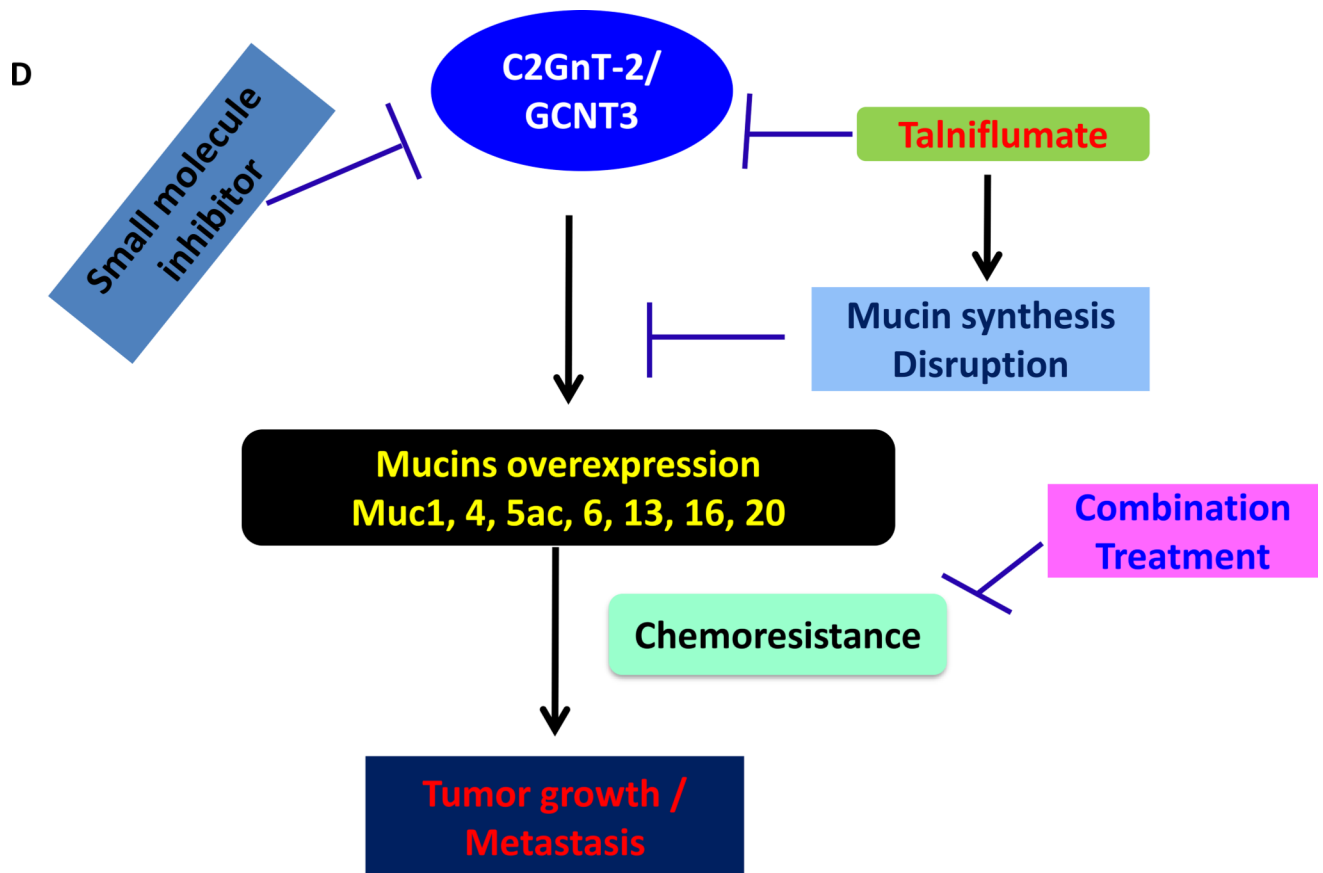 D
Small molecule
inhibitor
C2GnT-2/
GCNT3
Talniflumate
Mucin synthesis
Disruption
Mucins overexpression
Muc1, 4, 5ac, 6, 13, 16, 20
Combination
Treatment
Chemoresistance
Tumor growth /
Metastasis